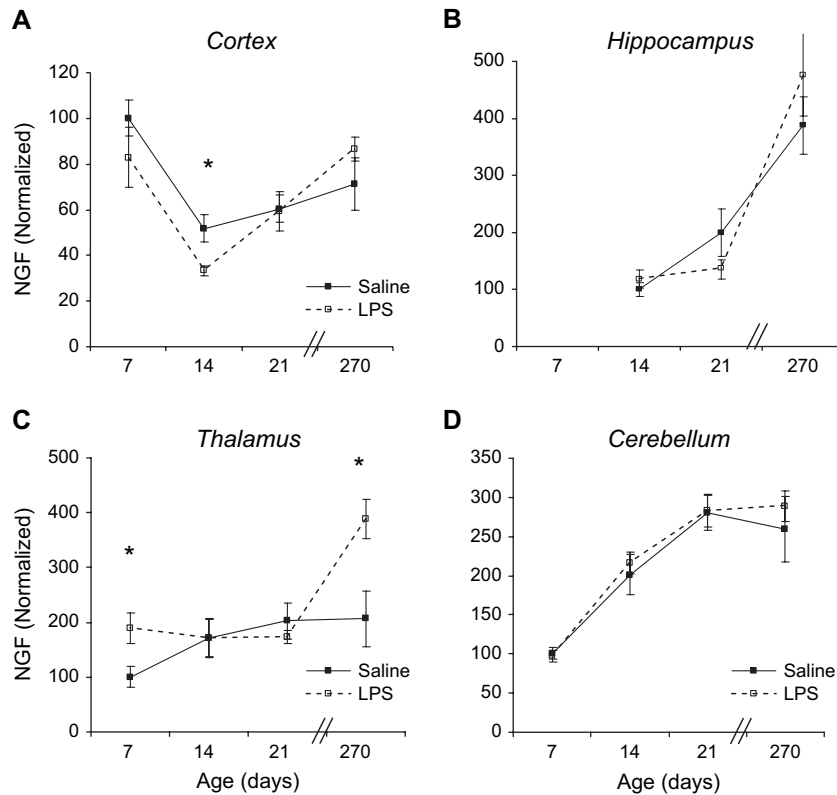 A
Cortex
120
100
80
60
40
20
0
NGF (Normalized)
*
Saline
LPS
7 14 21 270
B
Hippocampus
500
400
300
200
100
0
7 14 21 270
C
Thalamus
500
400
300
200
100
0
NGF (Normalized)
*
*
Saline
LPS
7 14 21 270
Age (days)
D
Cerebellum
350
300
250
200
150
100
50
0
Saline
LPS
7 14 21 270
Age (days)